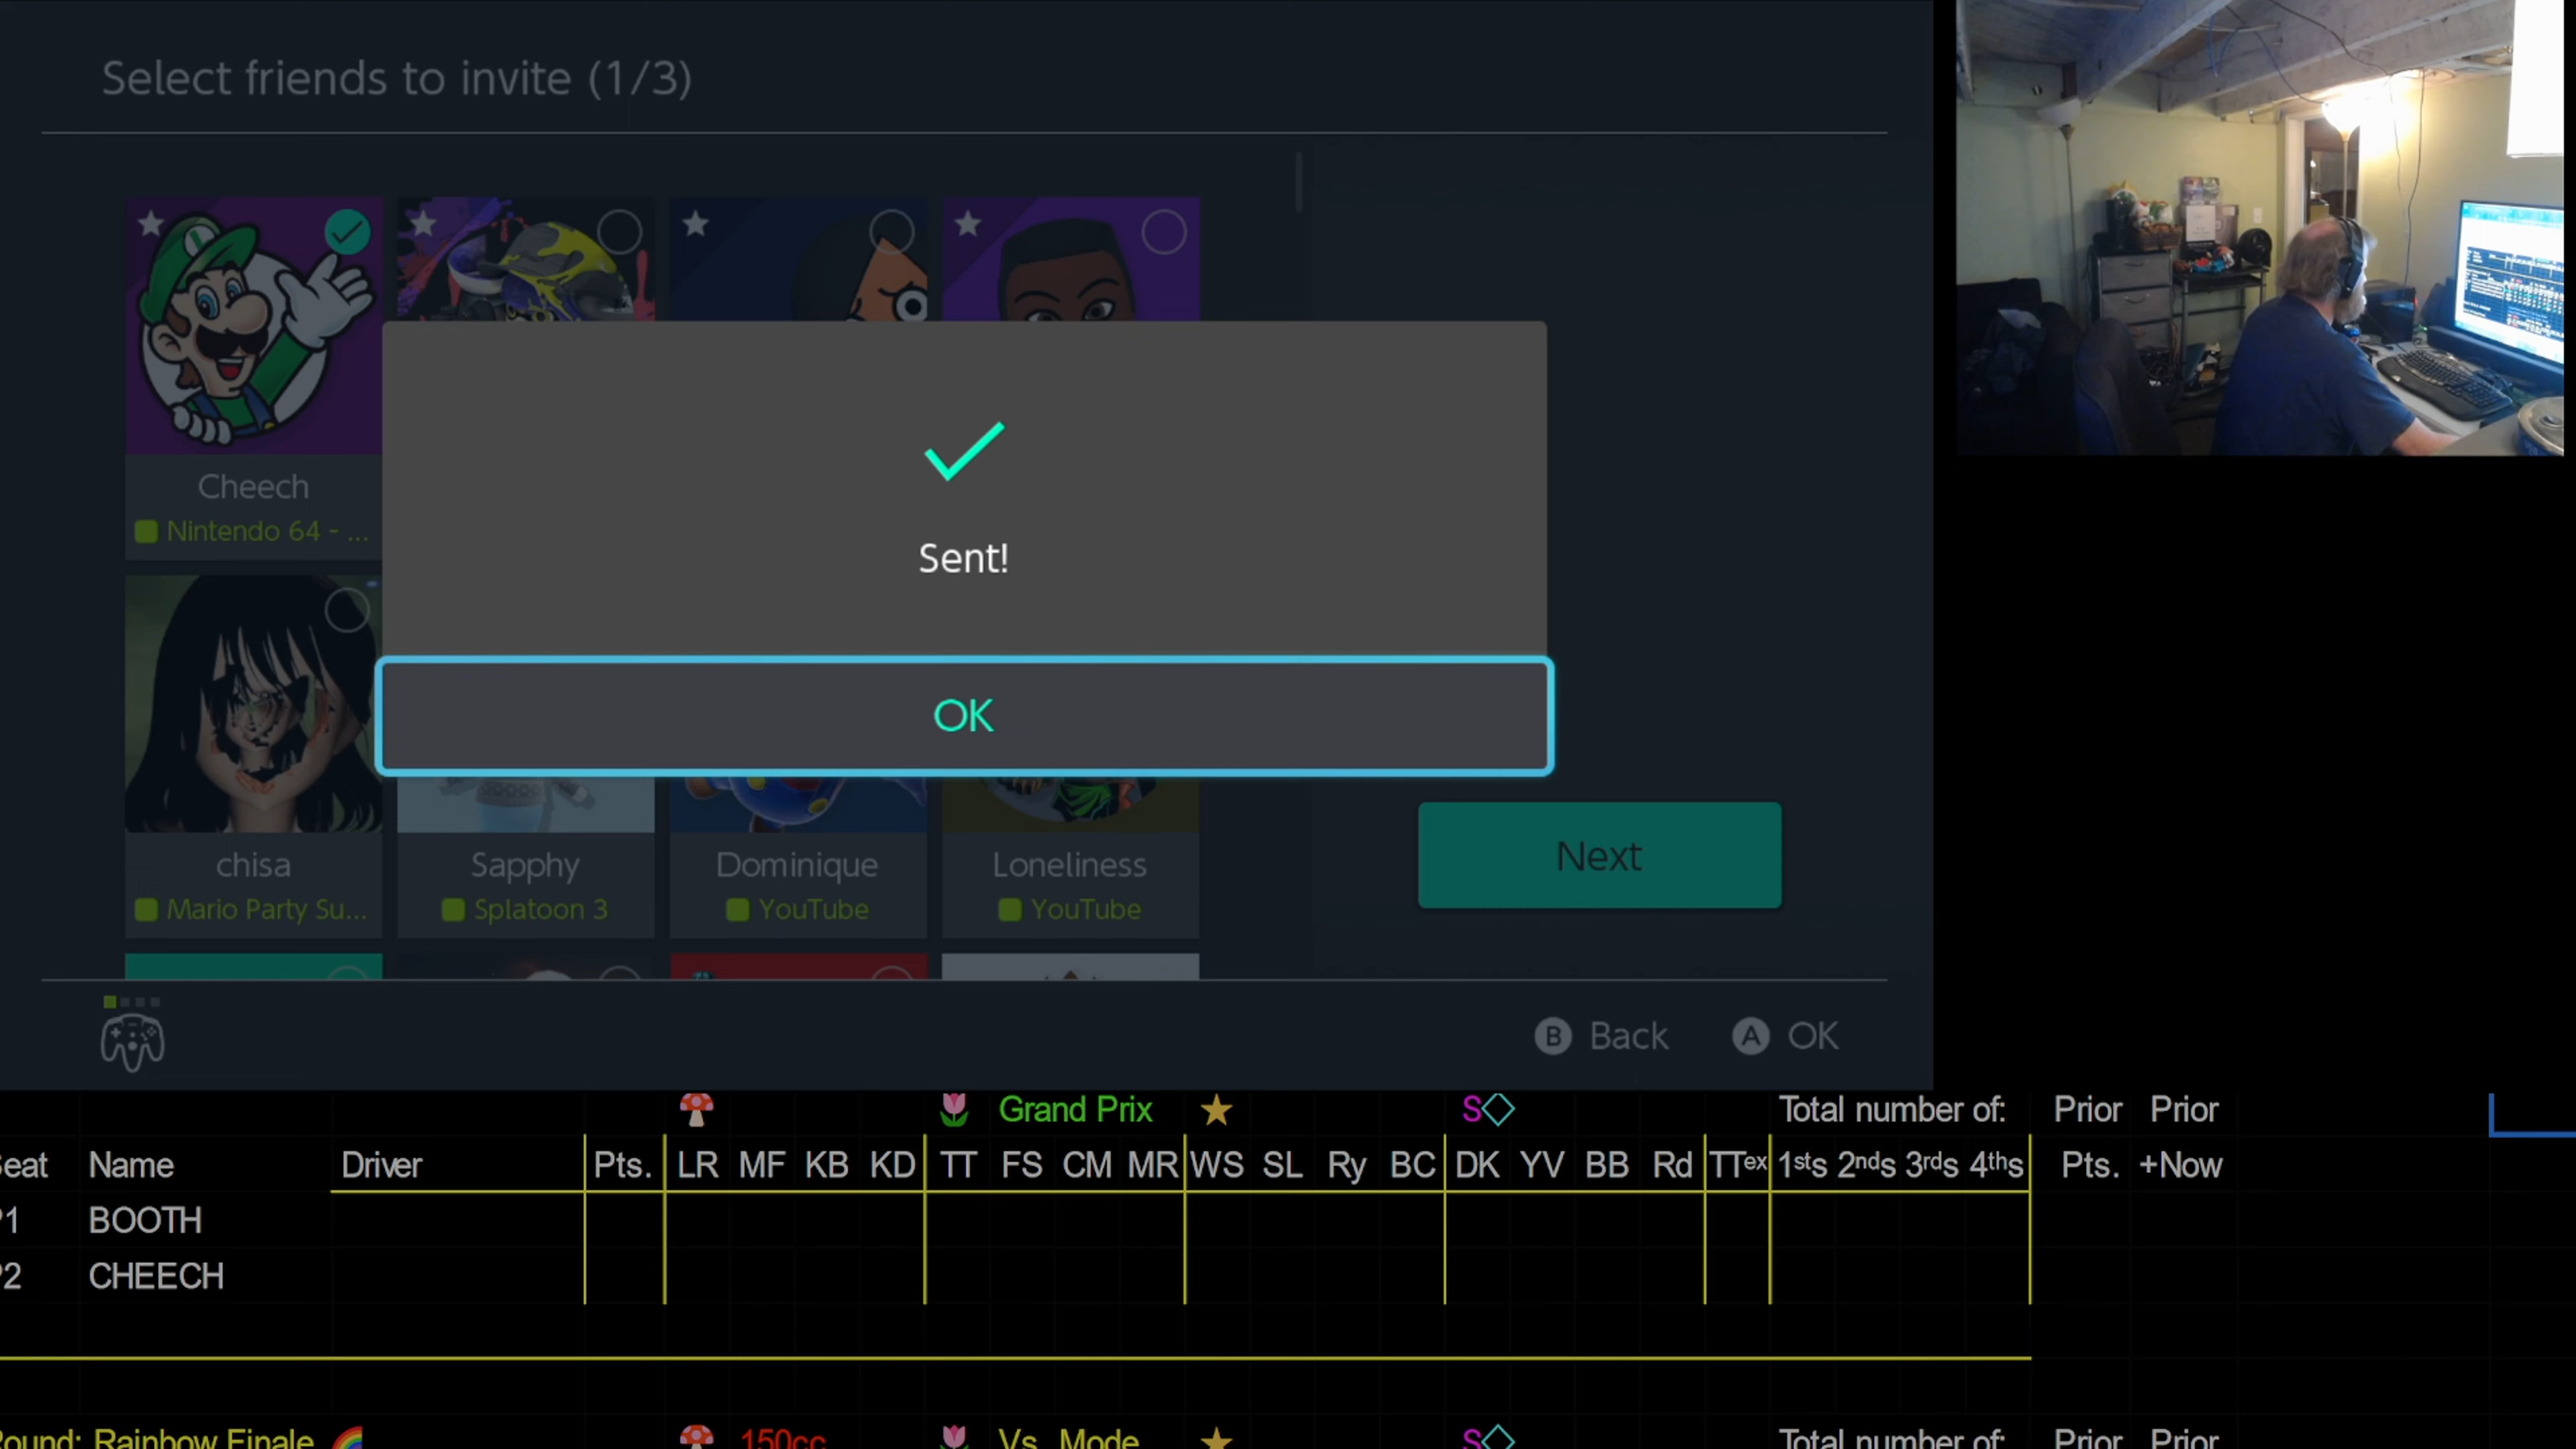 Select friends to invite (1/3)
Cheech
Nintendo 64 - ...
Sent!
OK
chisa
Sapphy
Dominique
Loneliness
Mario Party Su...
Splatoon 3
YouTube
YouTube
Next
B Back
A OK
Grand Prix
S
Total number of:
Prior
Prior
Name
Driver
Pts.
LR
MF
KB
KD
TT
FS
CM
MR
WS
SL
Ry
BC
DK
YV
BB
Rd
TTex
1sts 2nds 3rds 4ths
Pts.
+Now
BOOTH
CHEECH
Rainbow Finale
150cc
Vs. Mode
S
Total number of:
Prior
Prior